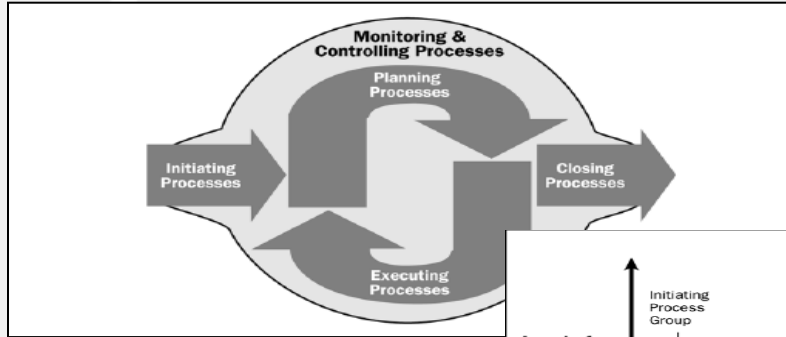 Monitoring &
Controlling Processes
Planning
Processes
Initiating
Processes
Closing
Processes
Executing
Processes
Initiating
Process
Group